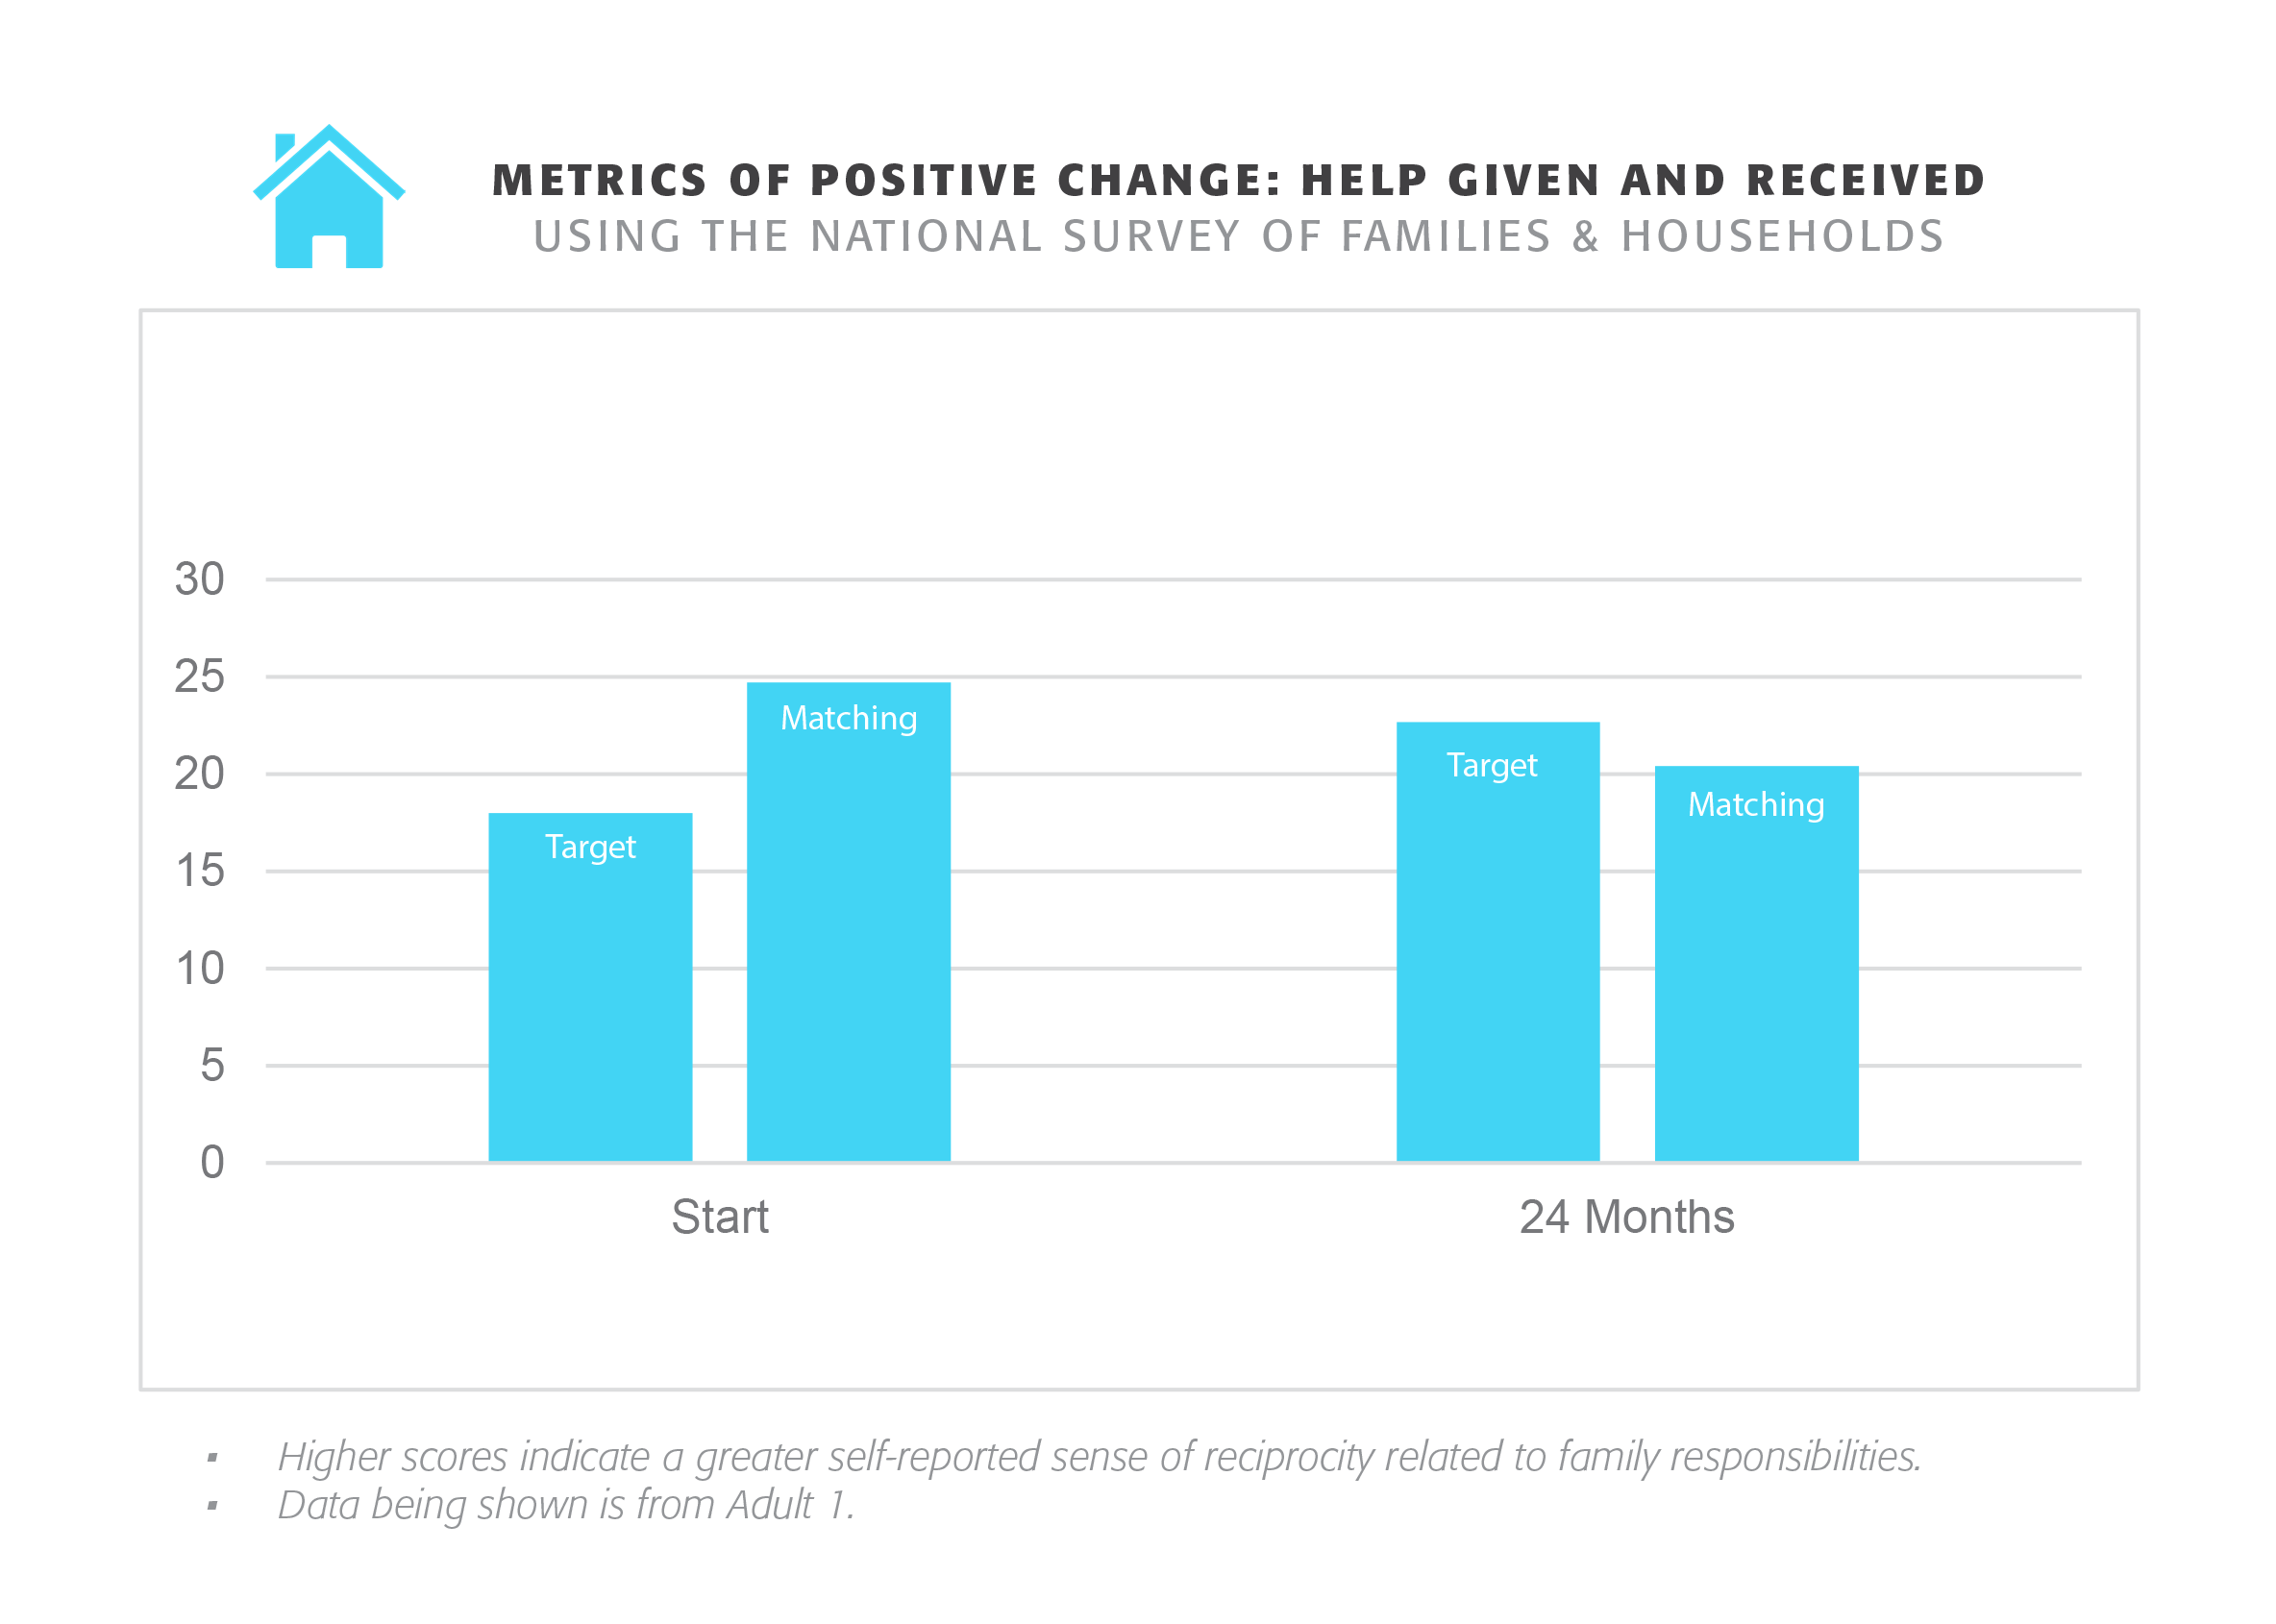 METRICS OF POSITIVE CHANGE: HELP GIVEN AND RECEIVED
USING THE NATIONAL SURVEY OF FAMILIES & HOUSEHOLDS
30
25
20
15
10
5
0
Target
Matching
Target
Matching
Start
24 Months
▪ Higher scores indicate a greater self-reported sense of reciprocity related to family responsibilities.
▪ Data being shown is from Adult 1.